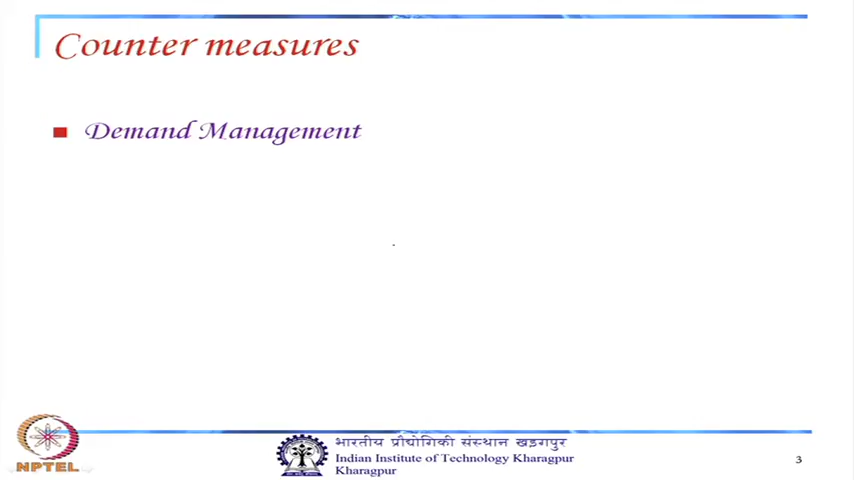 Counter measures
Demand Management
NPTEL
भारतीय प्रौद्योगिकी संस्थान खड़गपुर
Indian Institute of Technology Kharagpur
Kharagpur
3